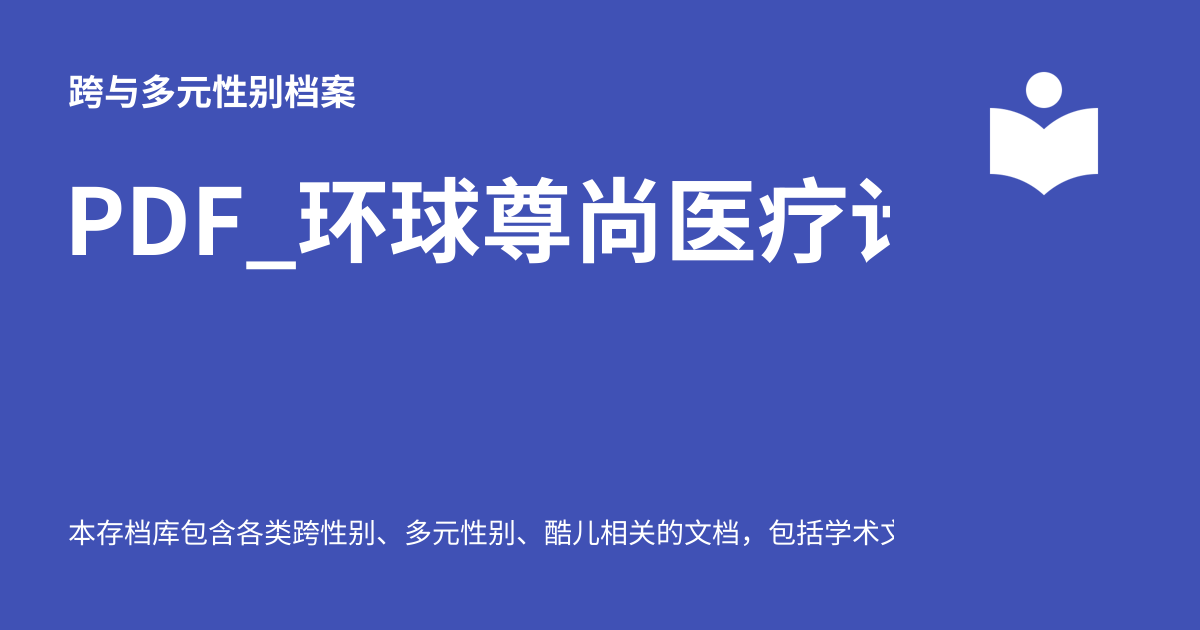 跨与多元性别档案
PDF_环球尊尚医疗
本存档库包含各类跨性别、多元性别、酷儿相关的文档，包括学术